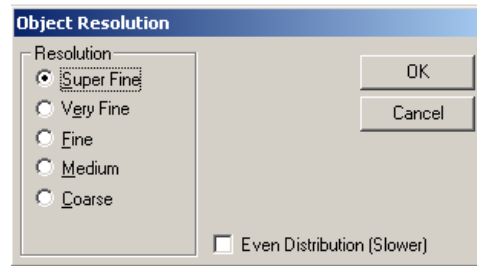 Object Resolution
Resolution
Super Fine
Very Fine
Fine
Medium
Coarse
OK
Cancel
Even Distribution (Slower)